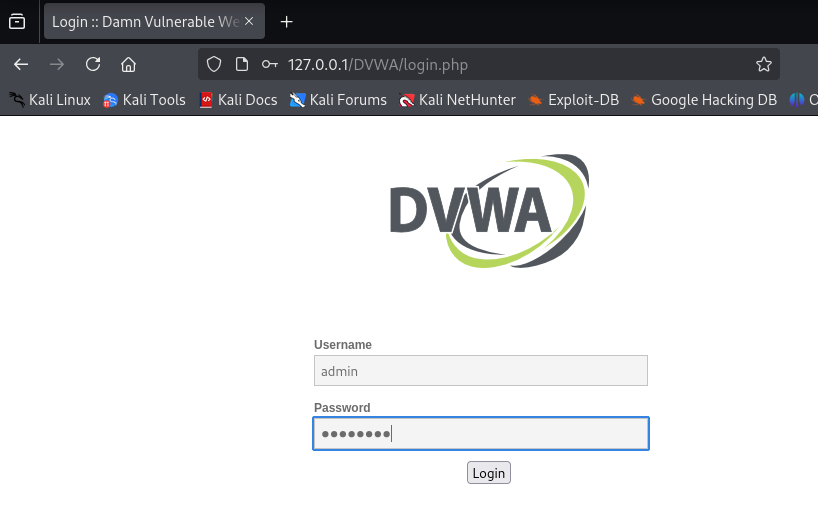 Login :: Damn Vulnerable We
127.0.0.1/DVWA/login.php
Kali Linux Kali Tools Kali Docs Kali Forums Kali NetHunter Exploit-DB Google Hacking DB O
DVWA
Username
admin
Password
●●●●●●●●
Login